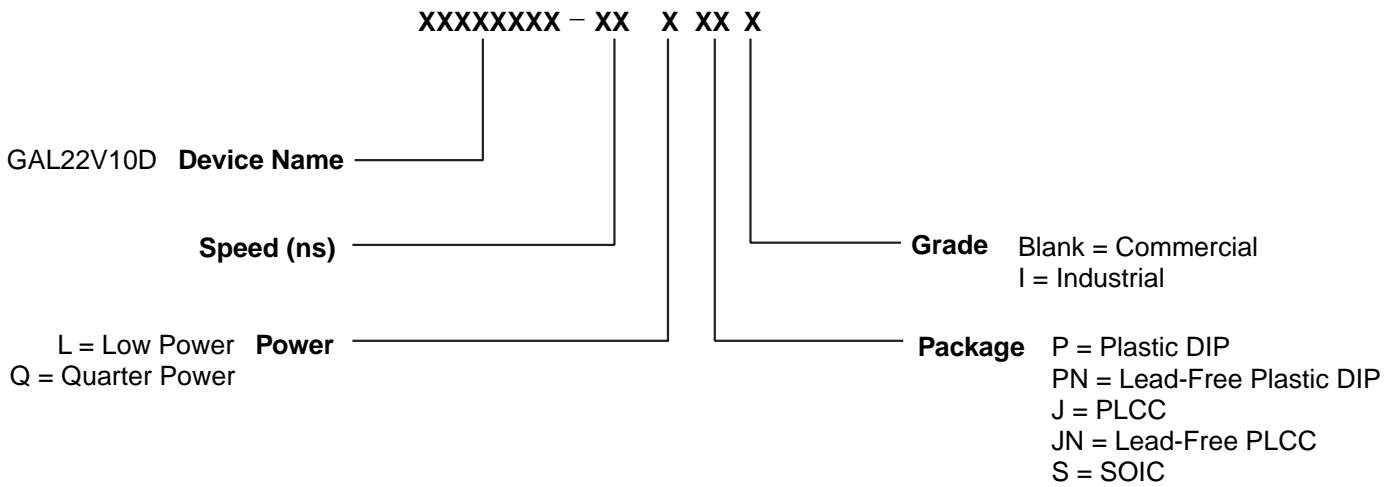 XXXXXXXX – XX X XX X
GAL22V10D Device Name
Speed (ns)
L = Low Power Power
Q = Quarter Power
Grade Blank = Commercial
I = Industrial
Package P = Plastic DIP
PN = Lead-Free Plastic DIP
J = PLCC
JN = Lead-Free PLCC
S = SOIC